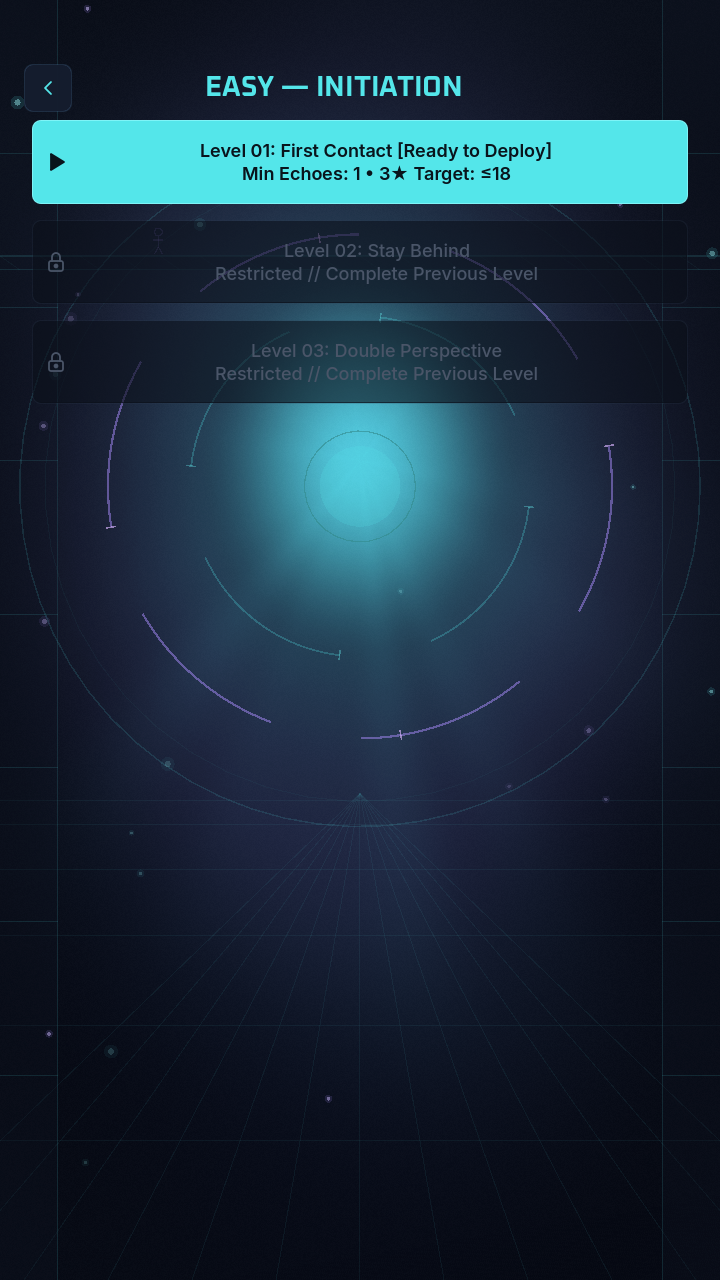 EASY — INITIATION
Level 01: First Contact [Ready to Deploy]
Min Echoes: 1 • 3★ Target: ≤18
Level 02: Stay Behind
Restricted // Complete Previous Level
Level 03: Double Perspective
Restricted // Complete Previous Level